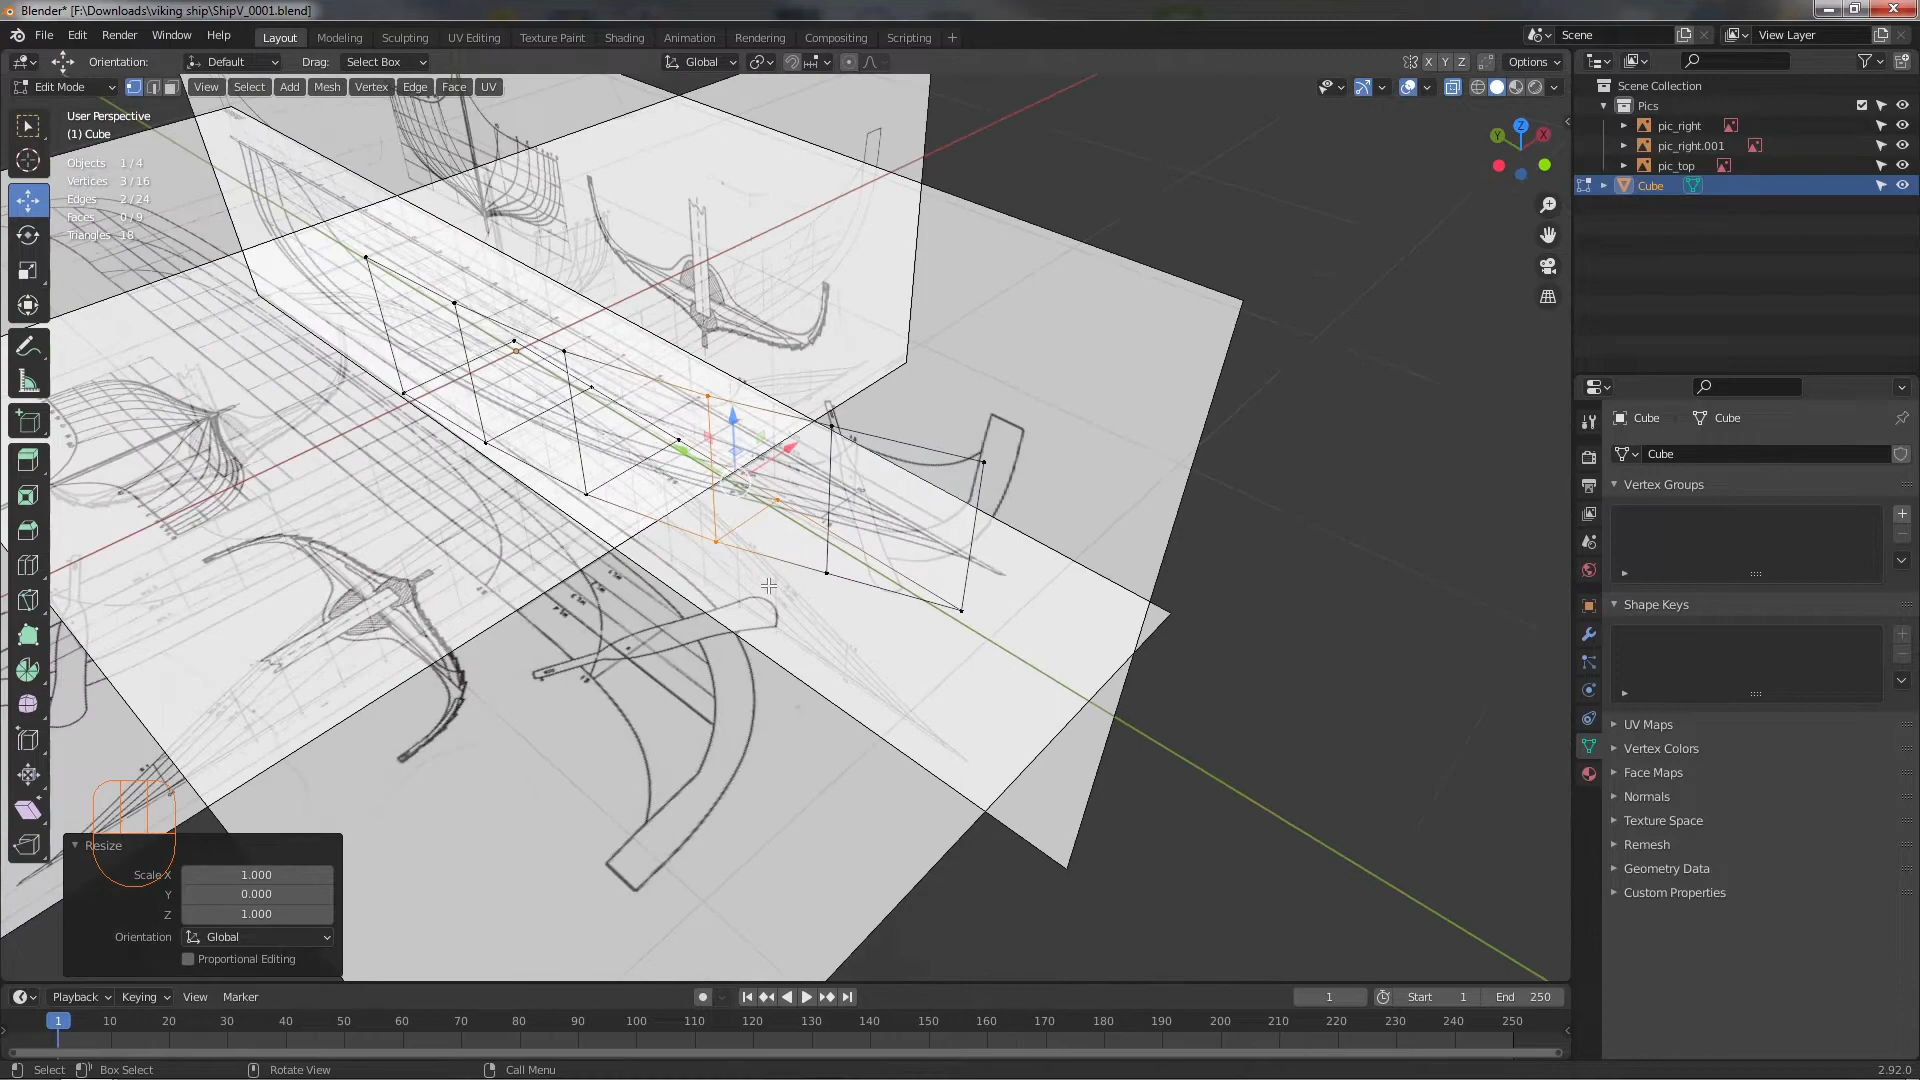 Blender* [F:\Downloads\viking ship\ShipV_0001.blend]
File Edit Render Window Help
Layout Modeling Sculpting UV Editing Texture Paint Shading Animation Rendering Compositing Scripting +
Scene
View Layer
Orientation: Default Drag: Select Box
Global
X Y Z Options
Edit Mode View Select Add Mesh Vertex Edge Face UV
User Perspective
(1) Cube
Objects 1/4
Vertices 3/16
Edges 2/24
Faces 0/9
Triangles 18
Z
Y X
Scene Collection
Pics
pic_right
pic_right.001
pic_top
Cube
Cube Cube
Cube
Vertex Groups
Shape Keys
UV Maps
Vertex Colors
Face Maps
Normals
Texture Space
Remesh
Geometry Data
Custom Properties
Resize
Scale X 1.000
Y 0.000
Z 1.000
Orientation Global
Proportional Editing
Playback Keying View Marker
1 Start 1 End 250
1 10 20 30 40 50 60 70 80 90 100 110 120 130 140 150 160 170 180 190 200 210 220 230 240 250
Select Box Select Rotate View Call Menu
2.92.0